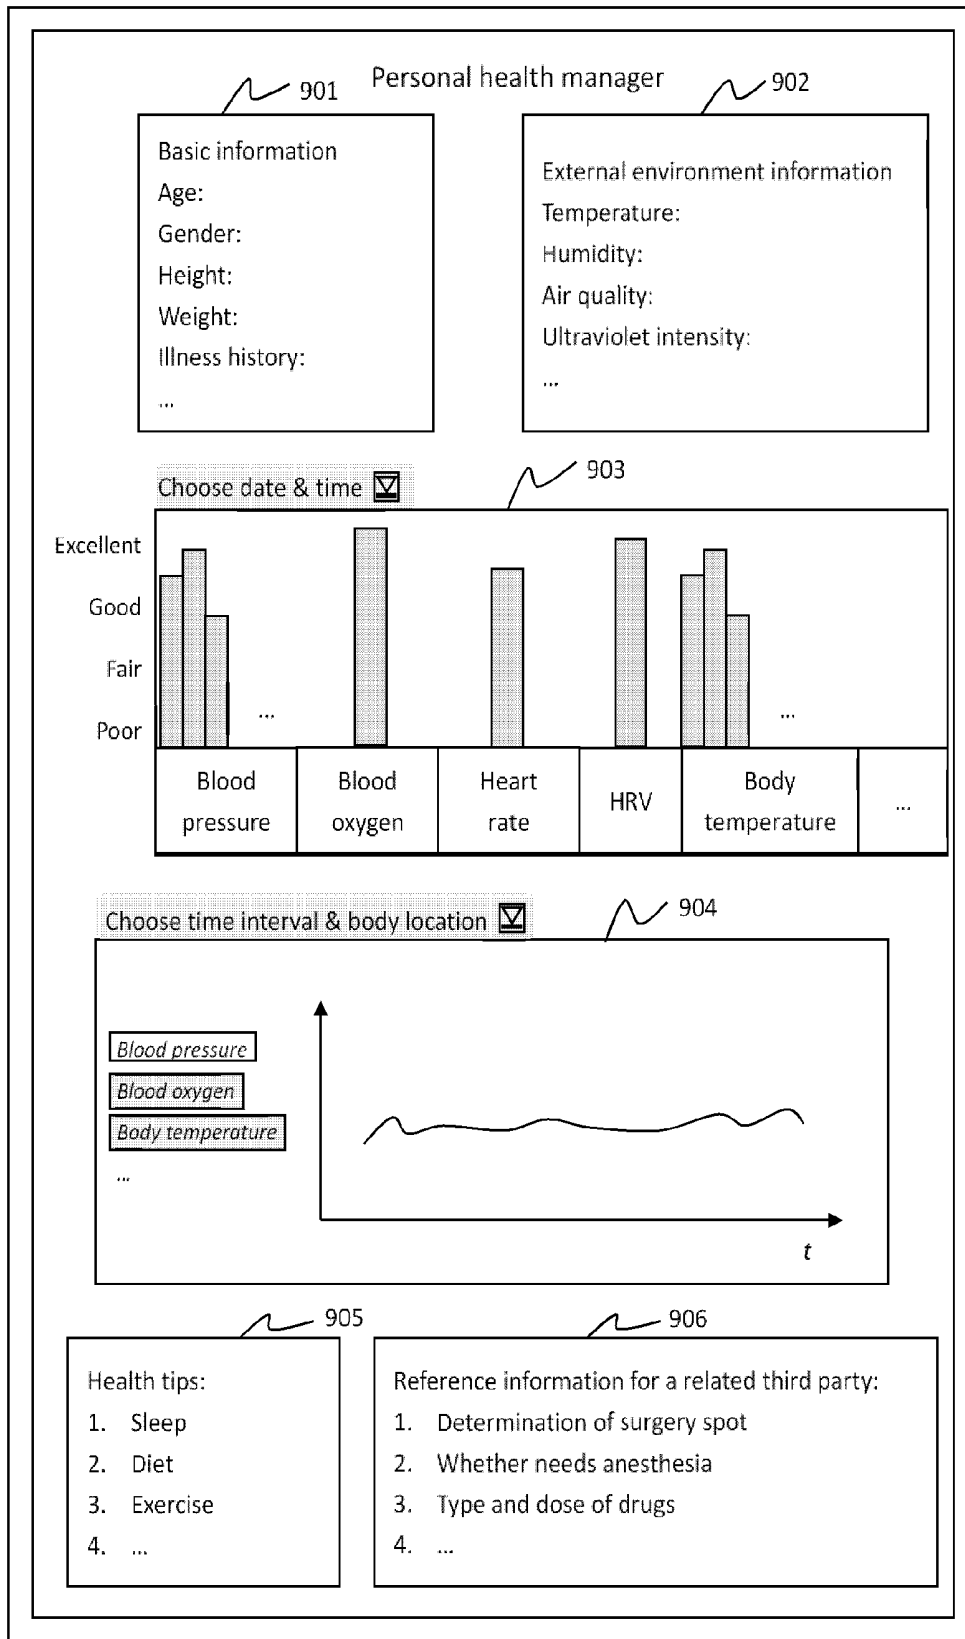 Personal health manager
901
902
Basic information
Age:
Gender:
Height:
Weight:
Illness history:
...
External environment information
Temperature:
Humidity:
Air quality:
Ultraviolet intensity:
...
903
Choose date & time
Excellent
Good
Fair
Poor
...
...
Blood pressure
Blood oxygen
Heart rate
HRV
Body temperature
...
904
Choose time interval & body location
Blood pressure
Blood oxygen
Body temperature
...
t
905
Health tips:
1. Sleep
2. Diet
3. Exercise
4. ...
906
Reference information for a related third party:
1. Determination of surgery spot
2. Whether needs anesthesia
3. Type and dose of drugs
4. ...